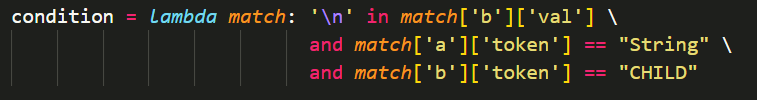 condition = lambda match: '\n' in match['b']['val'] \
and match['a']['token'] == "String" \
and match['b']['token'] == "CHILD"